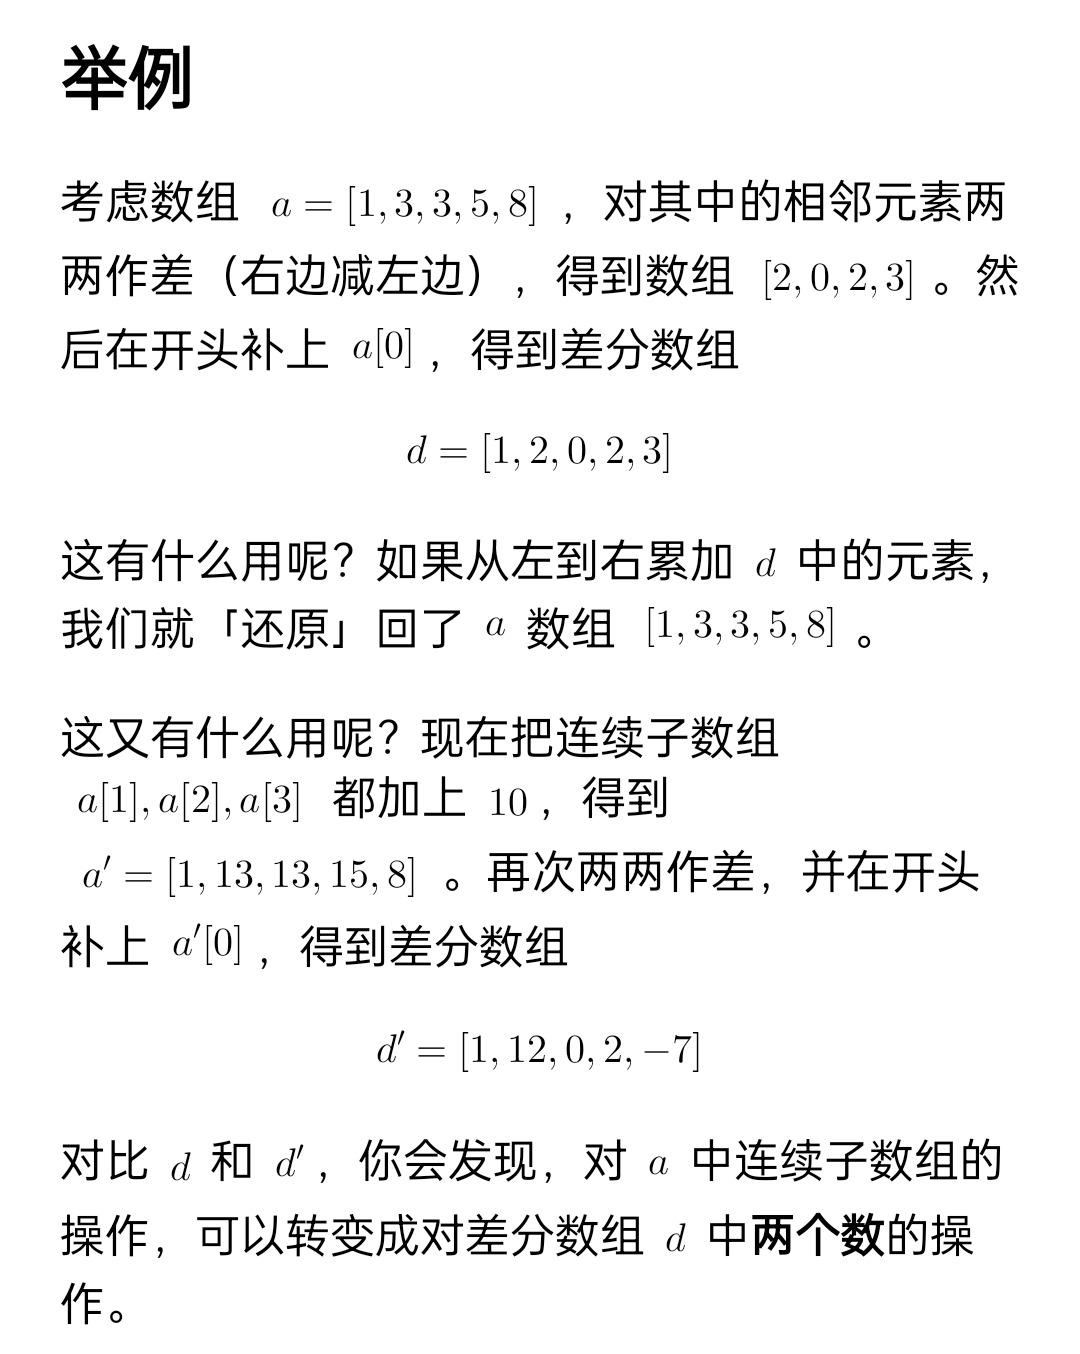 举例
考虑数组 a = [1, 3, 3, 5, 8] ，对其中的相邻元素两
两作差（右边减左边），得到数组 [2, 0, 2, 3] 。然
后在开头补上 a[0] ，得到差分数组
d = [1, 2, 0, 2, 3]
这有什么用呢？如果从左到右累加 d 中的元素，
我们就「还原」回了 a 数组 [1, 3, 3, 5, 8] 。
这又有什么用呢？现在把连续子数组
a[1], a[2], a[3] 都加上 10 ，得到
a′ = [1, 13, 13, 15, 8] 。再次两两作差，并在开头
补上 a′[0] ，得到差分数组
d′ = [1, 12, 0, 2, −7]
对比 d 和 d′ ，你会发现，对 a 中连续子数组的
操作，可以转变成对差分数组 d 中两个数的操
作。